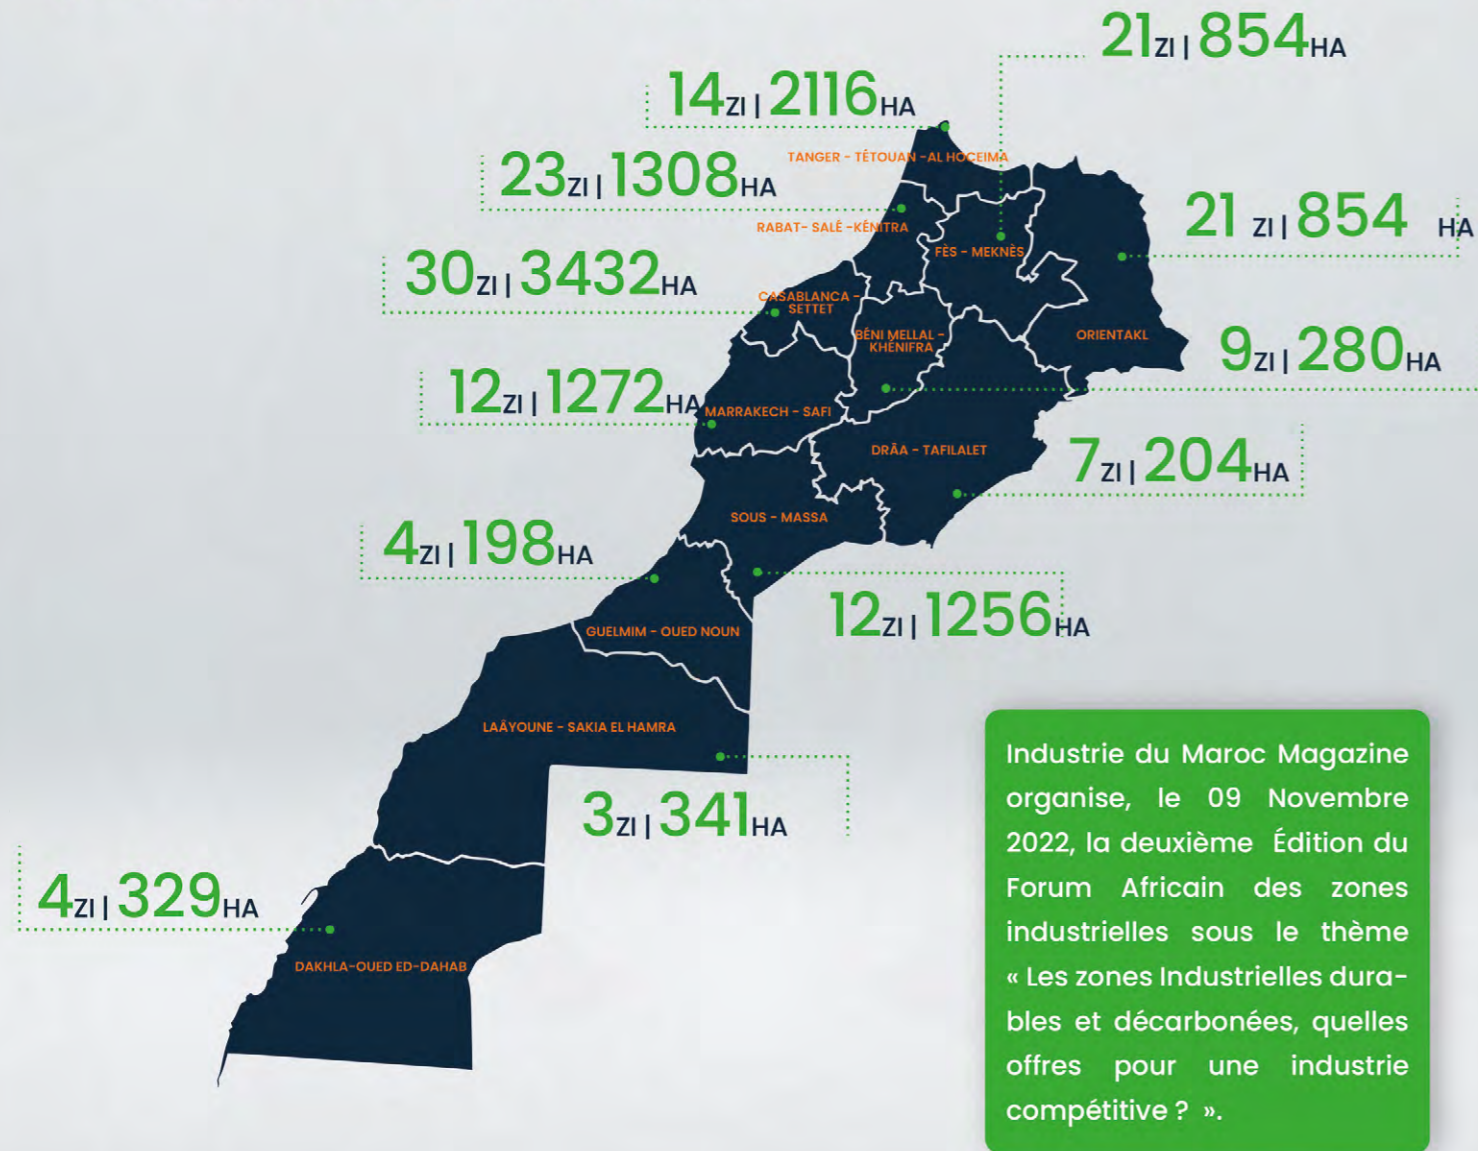 21ZI | 854HA
14ZI | 2116HA
TANGER - TÉTOUAN -AL HOCEIMA
23ZI | 1308HA
21 ZI | 854 HA
RABAT- SALÉ -KÉNITRA
FÈS - MEKNÈS
30ZI | 3432HA
CASABLANCA -
SETTET
BÉNI MELLAL -
KHÉNIFRA
ORIENTAKL
9ZI | 280HA
12ZI | 1272HA
MARRAKECH - SAFI
DRÂA - TAFILALET
7ZI | 204HA
SOUS - MASSA
4ZI | 198HA
12ZI | 1256HA
GUELMIM - OUED NOUN
LAÂYOUNE - SAKIA EL HAMRA
3ZI | 341HA
4ZI | 329HA
DAKHLA-OUED ED-DAHAB
Industrie du Maroc Magazine
organise, le 09 Novembre
2022, la deuxième Édition du
Forum Africain des zones
industrielles sous le thème
« Les zones Industrielles dura-
bles et décarbonées, quelles
offres pour une industrie
compétitive ? ».